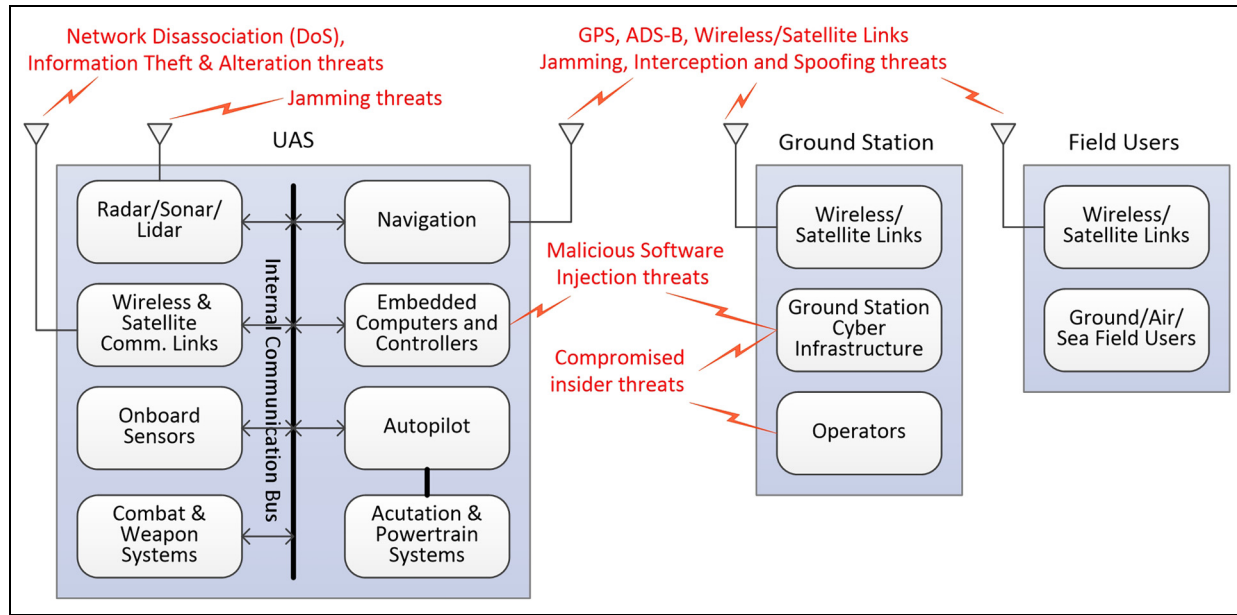 Network Disassociation (DoS),
Information Theft & Alteration threats
Jamming threats
GPS, ADS-B, Wireless/Satellite Links
Jamming, Interception and Spoofing threats
UAS
Radar/Sonar/
Lidar
Navigation
Wireless &
Satellite
Comm. Links
Embedded
Computers and
Controllers
Onboard
Sensors
Autopilot
Combat &
Weapon
Systems
Acutation &
Powertrain
Systems
Internal Communication Bus
Malicious Software
Injection threats
Compromised
insider threats
Ground Station
Wireless/
Satellite Links
Ground Station
Cyber
Infrastructure
Operators
Field Users
Wireless/
Satellite Links
Ground/Air/
Sea Field Users